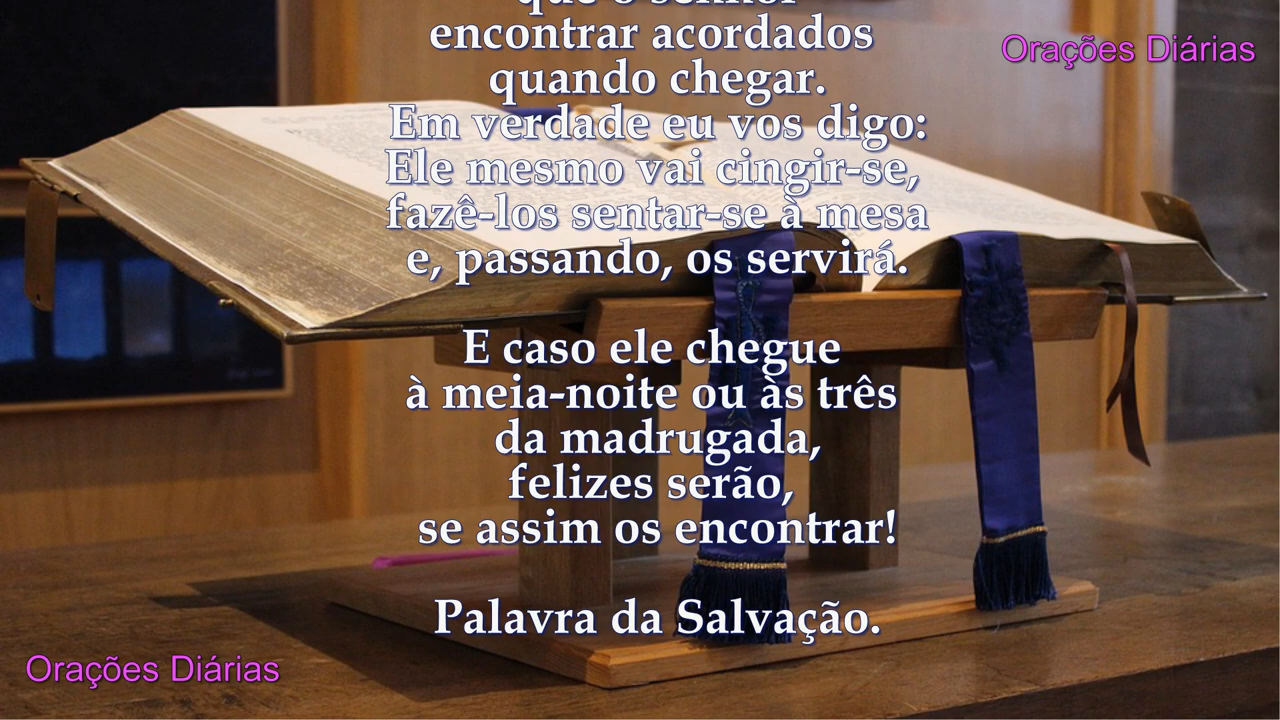 que o senhor
encontrar acordados
quando chegar.
Em verdade eu vos digo:
Ele mesmo vai cingir-se,
fazê-los sentar-se à mesa
e, passando, os servirá.
E caso ele chegue
à meia-noite ou às três
da madrugada,
felizes serão,
se assim os encontrar!
Palavra da Salvação.
Orações Diárias
Orações Diárias